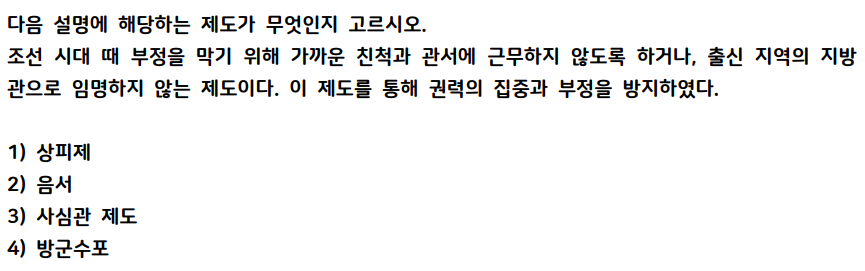 다음 설명에 해당하는 제도가 무엇인지 고르시오.
조선 시대 때 부정을 막기 위해 가까운 친척과 관서에 근무하지 않도록 하거나, 출신 지역의 지방
관으로 임명하지 않는 제도이다. 이 제도를 통해 권력의 집중과 부정을 방지하였다.
1) 상피제
2) 음서
3) 사심관 제도
4) 방군수포